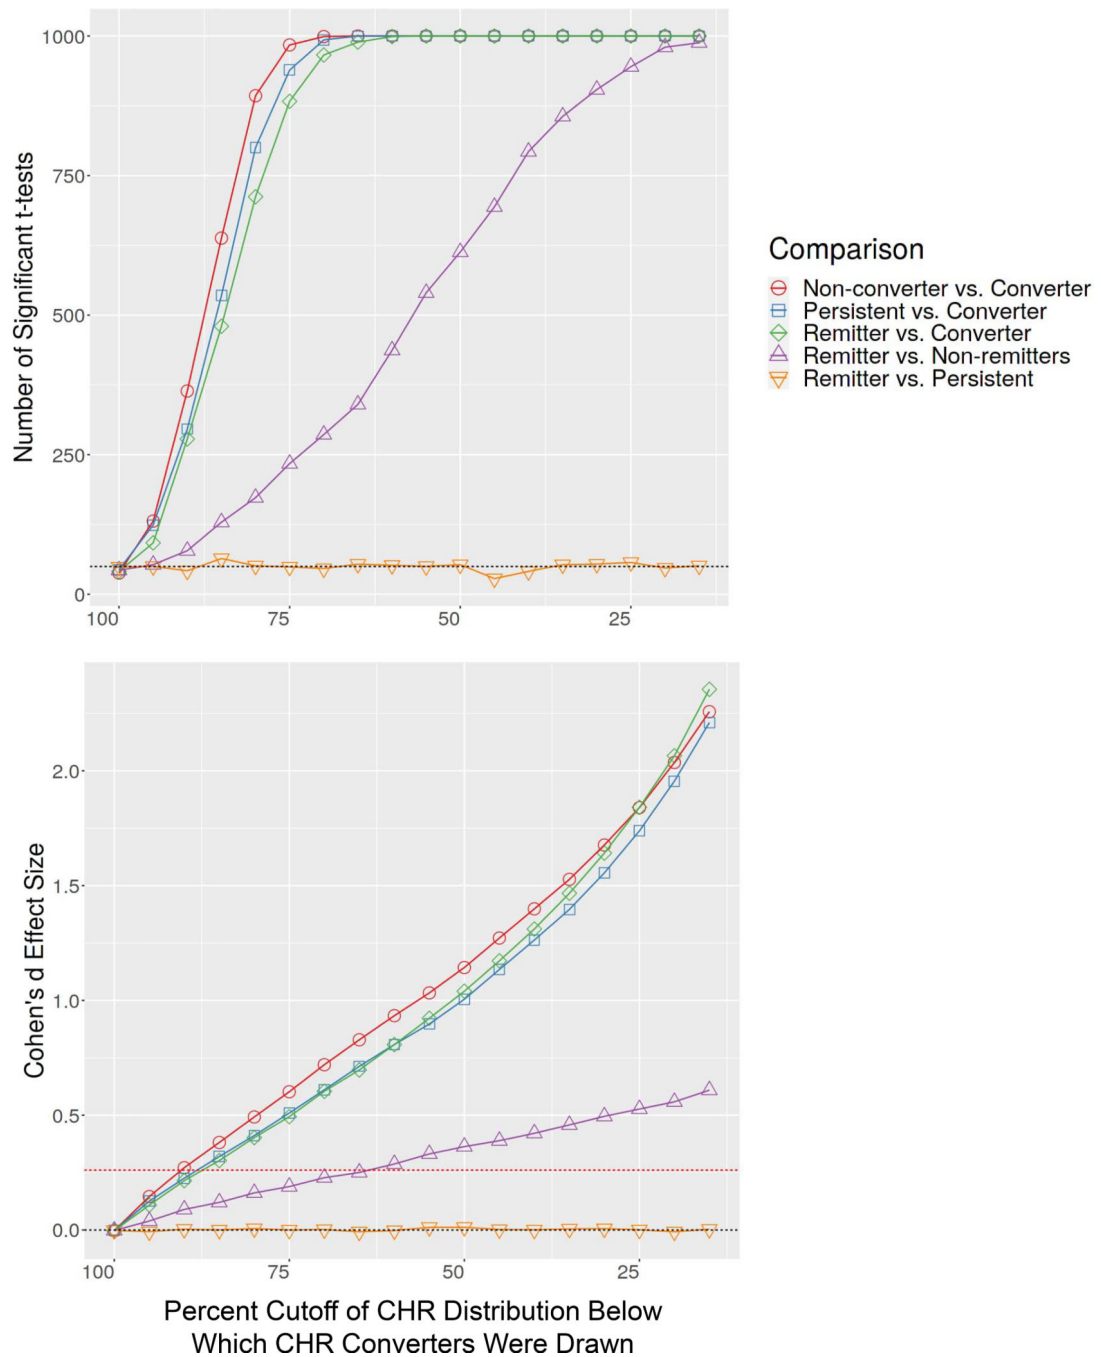 1000
750
500
250
0
100
75
50
25
Number of Significant t-tests
Comparison
Non-converter vs. Converter
Persistent vs. Converter
Remitter vs. Converter
Remitter vs. Non-remitters
Remitter vs. Persistent
2.0
1.5
1.0
0.5
0.0
100
75
50
25
Cohen's d Effect Size
Percent Cutoff of CHR Distribution Below
Which CHR Converters Were Drawn